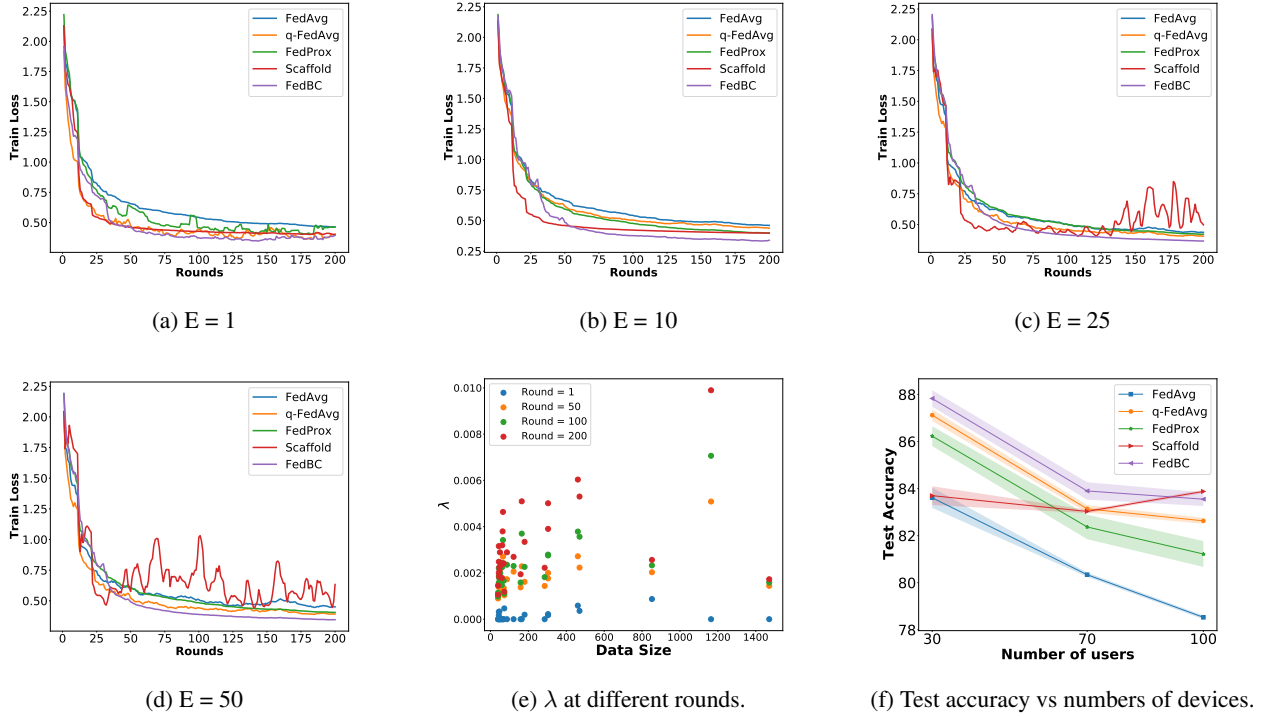 2.25
2.00
1.75
1.50
1.25
1.00
0.75
0.50
Train Loss
0 25 50 75 100 125 150 175 200
Rounds
FedAvg
q-FedAvg
FedProx
Scaffold
FedBC
(a) E = 1
2.25
2.00
1.75
1.50
1.25
1.00
0.75
0.50
0.25
Train Loss
0 25 50 75 100 125 150 175 200
Rounds
FedAvg
q-FedAvg
FedProx
Scaffold
FedBC
(b) E = 10
2.25
2.00
1.75
1.50
1.25
1.00
0.75
0.50
Train Loss
0 25 50 75 100 125 150 175 200
Rounds
FedAvg
q-FedAvg
FedProx
Scaffold
FedBC
(c) E = 25
2.25
2.00
1.75
1.50
1.25
1.00
0.75
0.50
Train Loss
0 25 50 75 100 125 150 175 200
Rounds
FedAvg
q-FedAvg
FedProx
Scaffold
FedBC
(d) E = 50
0.010
0.008
0.006
0.004
0.002
0.000
λ
0 200 400 600 800 1000 1200 1400
Data Size
Round = 1
Round = 50
Round = 100
Round = 200
(e) λ at different rounds.
88
86
84
82
80
78
Test Accuracy
30 70 100
Number of users
FedAvg
q-FedAvg
FedProx
Scaffold
FedBC
(f) Test accuracy vs numbers of devices.